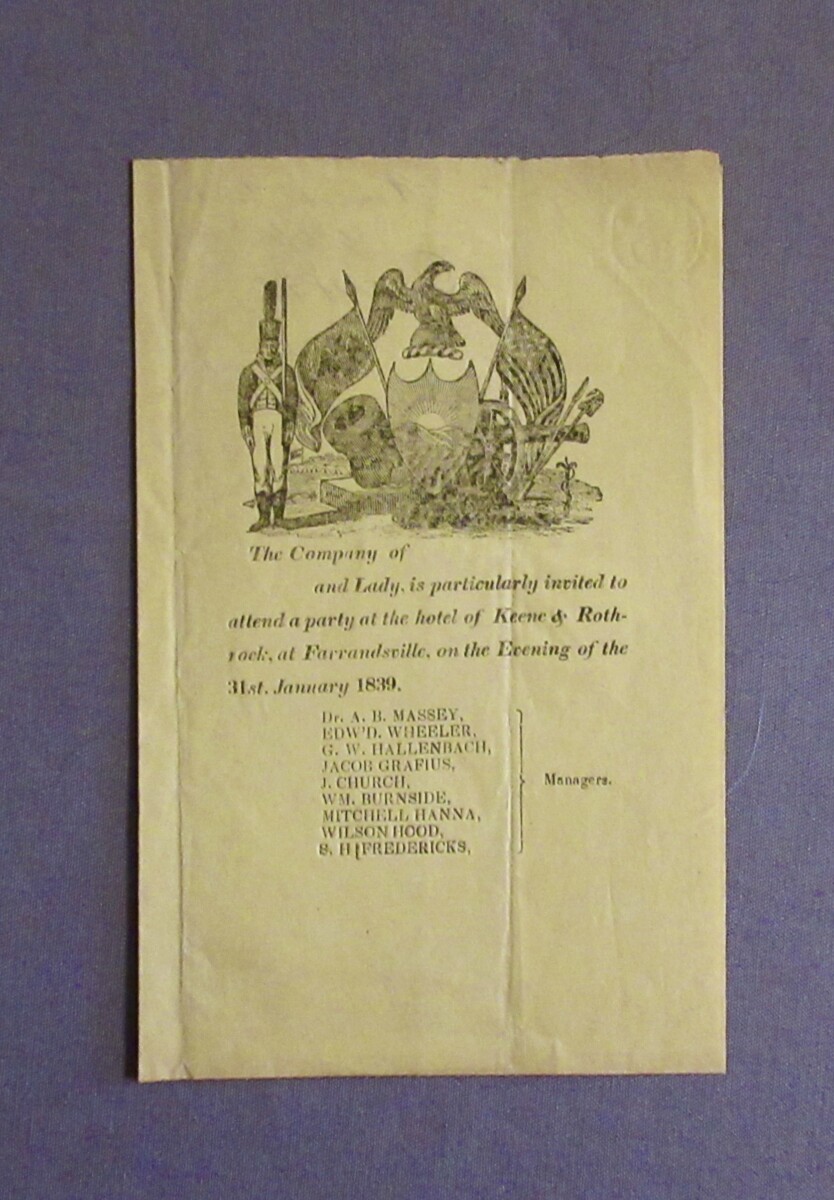 The Company of
and Lady, is particularly invited to
attend a party at the hotel of Keene & Roth-
rock, at Farrandsville, on the Evening of the
31st. January 1839.
Dr. A. B. MASSEY,
EDW'D. WHEELER,
G. W. HALLENBACH,
JACOB GRAFIUS,
J. CHURCH,
WM. BURNSIDE,
MITCHELL HANNA,
WILSON HOOD,
S. H. FREDERICKS,
Managers.